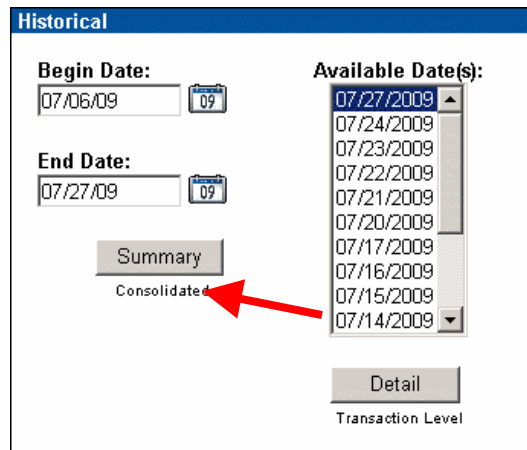 Historical
Begin Date:
07/06/09
09
End Date:
07/27/09
09
Summary
Consolidated
Available Date(s):
07/27/2009
07/24/2009
07/23/2009
07/22/2009
07/21/2009
07/20/2009
07/17/2009
07/16/2009
07/15/2009
07/14/2009
Detail
Transaction Level